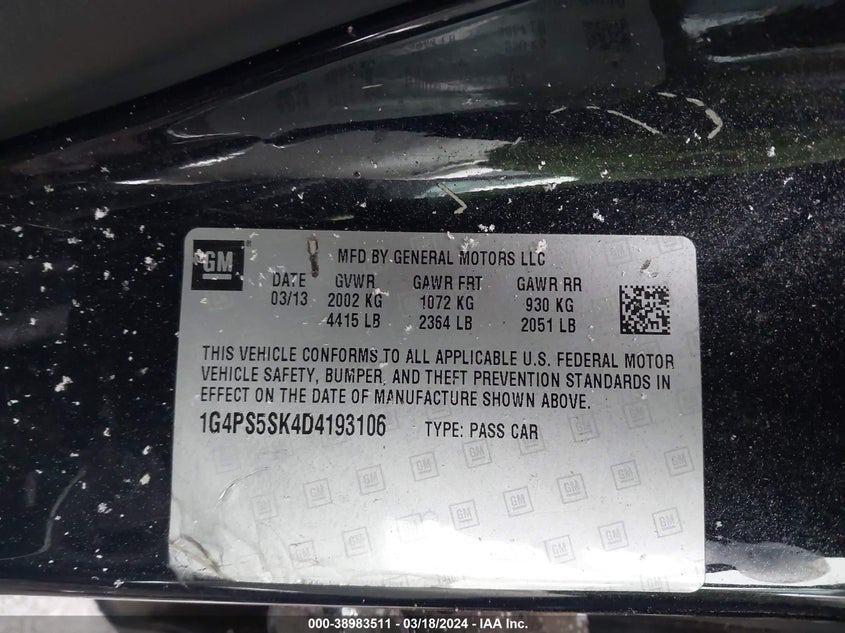 GM
MFD BY GENERAL MOTORS LLC
DATE GVWR GAWR FRT GAWR RR
03/13 2002 KG 1072 KG 930 KG
4415 LB 2364 LB 2051 LB
THIS VEHICLE CONFORMS TO ALL APPLICABLE U.S. FEDERAL MOTOR
VEHICLE SAFETY, BUMPER, AND THEFT PREVENTION STANDARDS IN
EFFECT ON THE DATE OF MANUFACTURE SHOWN ABOVE.
1G4PS5SK4D4193106 TYPE: PASS CAR
000-38983511 - 03/18/2024 - IAA Inc.